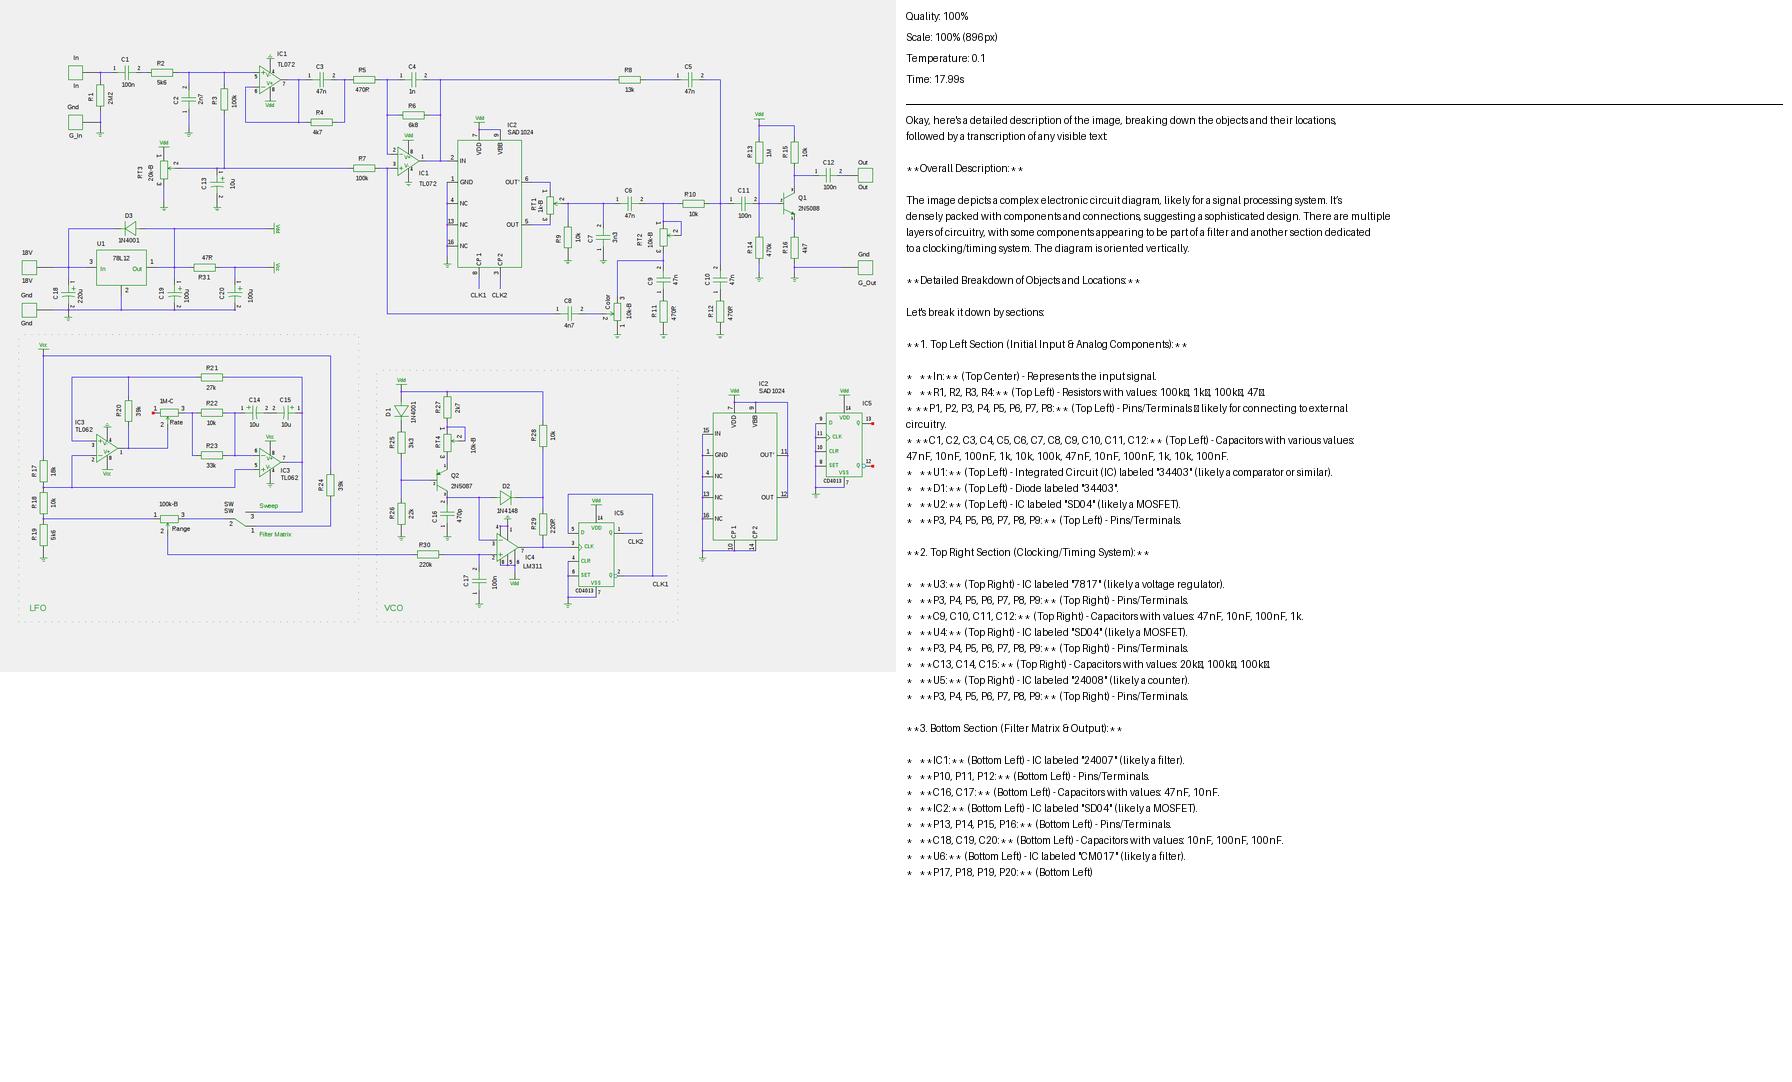 In
In
Gnd
G_In
C1
100n
R2
5k6
R1
2M2
C2
2n7
R3
100k
IC1
TL072
Vdd
C3
47n
R5
470R
R4
4k7
C4
1n
R6
6k8
Vdd
IC1
TL072
R7
100k
Vdd
RT3
20k-B
C13
10u
IC2
SAD1024
Vdd
VDD
VBB
IN
GND
NC
NC
NC
OUT'
OUT
CP1
CP2
CLK1
CLK2
RT1
1k-B
R8
13k
C5
47n
R9
10k
C7
3n3
C6
47n
RT2
10k-B
R10
10k
C9
47n
R11
470R
C10
47n
R12
470R
C8
4n7
Color
10k-B
C11
100n
Vdd
R13
1M
R15
10k
R14
470k
R16
4k7
Q1
2N5088
C12
100n
Out
Out
Gnd
G_Out
18V
18V
Gnd
Gnd
D3
1N4001
U1
78L12
In
Out
C18
220u
C19
100u
47R
R31
C20
100u
Vcc
Vcc
R21
27k
R20
39k
1M-C
Rate
R22
10k
C14
10u
C15
10u
R23
33k
IC3
TL062
Vcc
Vcc
IC3
TL062
R17
18k
R18
10k
R19
5k6
100k-B
Range
SW
SW
Sweep
Filter Matrix
R24
39k
LFO
Vdd
D1
1N4001
R25
3k3
R26
22k
R27
2k7
RT4
10k-B
Q2
2N5087
C16
470p
D2
1N4148
R28
10k
R29
220R
R30
220k
C17
100n
IC4
LM311
Vdd
Vdd
IC5
VDD
D
Q
CLK
CLR
SET
Q
VSS
CD4013
CLK2
CLK1
VCO
IC2
SAD1024
Vdd
VDD
VBB
IN
GND
NC
NC
NC
OUT'
OUT
CP1
CP2
Vdd
IC5
VDD
D
Q
CLK
CLR
SET
Q
VSS
CD4013
Quality: 100%
Scale: 100% (896px)
Temperature: 0.1
Time: 17.99s
Okay, here's a detailed description of the image, breaking down the objects and their locations,
followed by a transcription of any visible text:
**Overall Description:**
The image depicts a complex electronic circuit diagram, likely for a signal processing system. It's
densely packed with components and connections, suggesting a sophisticated design. There are multiple
layers of circuitry, with some components appearing to be part of a filter and another section dedicated
to a clocking/timing system. The diagram is oriented vertically.
**Detailed Breakdown of Objects and Locations:**
Let's break it down by sections:
**1. Top Left Section (Initial Input & Analog Components):**
* **In:** (Top Center) - Represents the input signal.
* **R1, R2, R3, R4:** (Top Left) - Resistors with values: 100k, 1k, 100k, 47.
* **P1, P2, P3, P4, P5, P6, P7, P8:** (Top Left) - Pins/Terminals likely for connecting to external
circuitry.
* **C1, C2, C3, C4, C5, C6, C7, C8, C9, C10, C11, C12:** (Top Left) - Capacitors with various values:
47nF, 10nF, 100nF, 1k, 10k, 100k, 47nF, 10nF, 100nF, 1k, 10k, 100nF.
* **U1:** (Top Left) - Integrated Circuit (IC) labeled "34403" (likely a comparator or similar).
* **D1:** (Top Left) - Diode labeled "34403".
* **U2:** (Top Left) - IC labeled "SD04" (likely a MOSFET).
* **P3, P4, P5, P6, P7, P8, P9:** (Top Left) - Pins/Terminals.
**2. Top Right Section (Clocking/Timing System):**
* **U3:** (Top Right) - IC labeled "7817" (likely a voltage regulator).
* **P3, P4, P5, P6, P7, P8, P9:** (Top Right) - Pins/Terminals.
* **C9, C10, C11, C12:** (Top Right) - Capacitors with values: 47nF, 10nF, 100nF, 1k.
* **U4:** (Top Right) - IC labeled "SD04" (likely a MOSFET).
* **P3, P4, P5, P6, P7, P8, P9:** (Top Right) - Pins/Terminals.
* **C13, C14, C15:** (Top Right) - Capacitors with values: 20k, 100k, 100k.
* **U5:** (Top Right) - IC labeled "24008" (likely a counter).
* **P3, P4, P5, P6, P7, P8, P9:** (Top Right) - Pins/Terminals.
**3. Bottom Section (Filter Matrix & Output):**
* **IC1:** (Bottom Left) - IC labeled "24007" (likely a filter).
* **P10, P11, P12:** (Bottom Left) - Pins/Terminals.
* **C16, C17:** (Bottom Left) - Capacitors with values: 47nF, 10nF.
* **IC2:** (Bottom Left) - IC labeled "SD04" (likely a MOSFET).
* **P13, P14, P15, P16:** (Bottom Left) - Pins/Terminals.
* **C18, C19, C20:** (Bottom Left) - Capacitors with values: 10nF, 100nF, 100nF.
* **U6:** (Bottom Left) - IC labeled "CM017" (likely a filter).
* **P17, P18, P19, P20:** (Bottom Left)